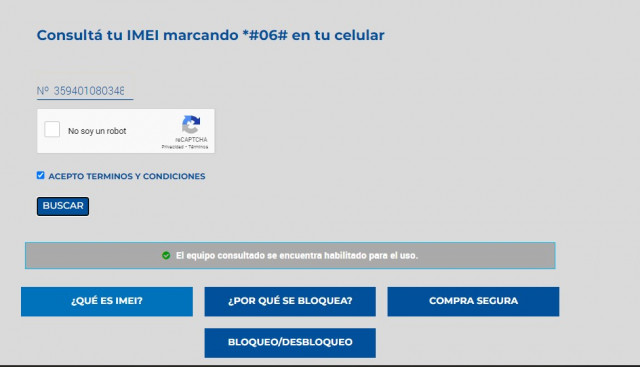 Consultá tu IMEI marcando *#06# en tu celular
Nº 359401080348
No soy un robot
reCAPTCHA
Privacidad - Términos
ACEPTO TERMINOS Y CONDICIONES
BUSCAR
El equipo consultado se encuentra habilitado para el uso.
¿QUÉ ES IMEI?
¿POR QUÉ SE BLOQUEA?
COMPRA SEGURA
BLOQUEO/DESBLOQUEO